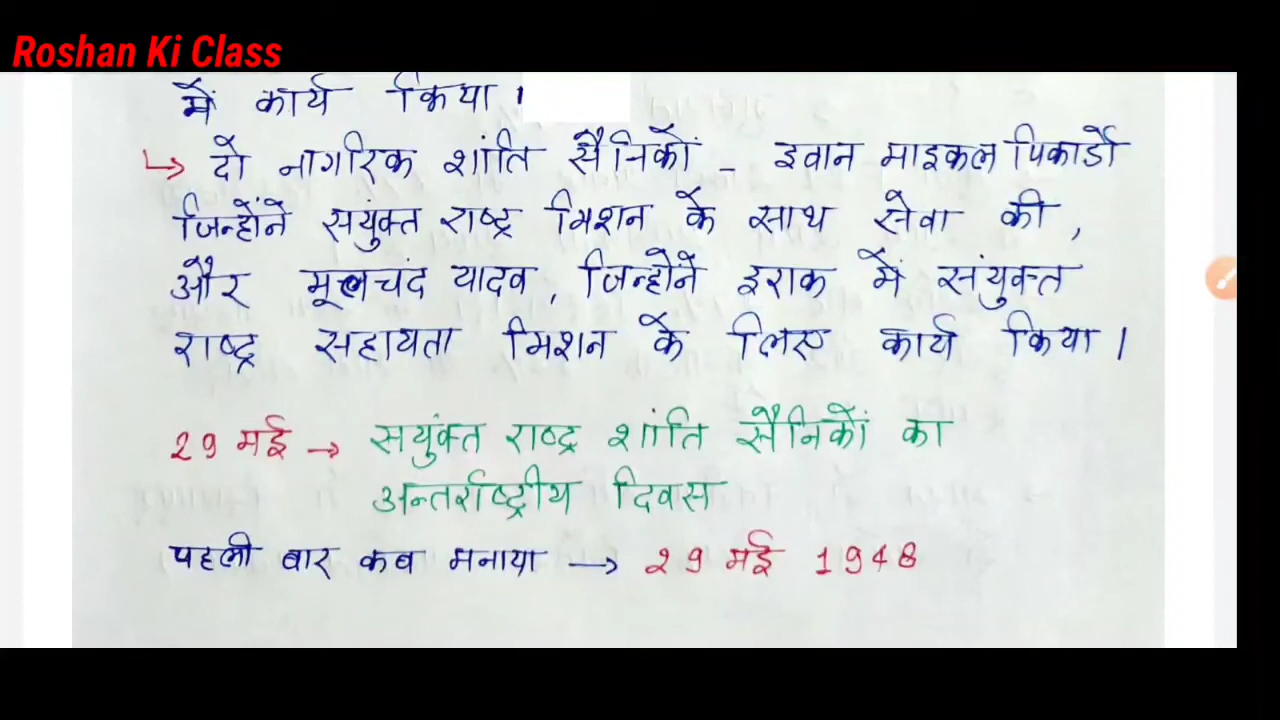 Roshan Ki Class
में कार्य किया।
↳ दो नागरिक शांति सैनिकों - इवान माइकल पिकार्डो
जिन्होंने सयुंक्त राष्ट्र मिशन के साथ सेवा की,
और मूलचंद यादव, जिन्होंने इराक में संयुक्त
राष्ट्र सहायता मिशन के लिए कार्य किया।
29 मई → सयुंक्त राष्ट्र शांति सैनिकों का
अन्तर्राष्ट्रीय दिवस
पहली बार कब मनाया → 29 मई 1948